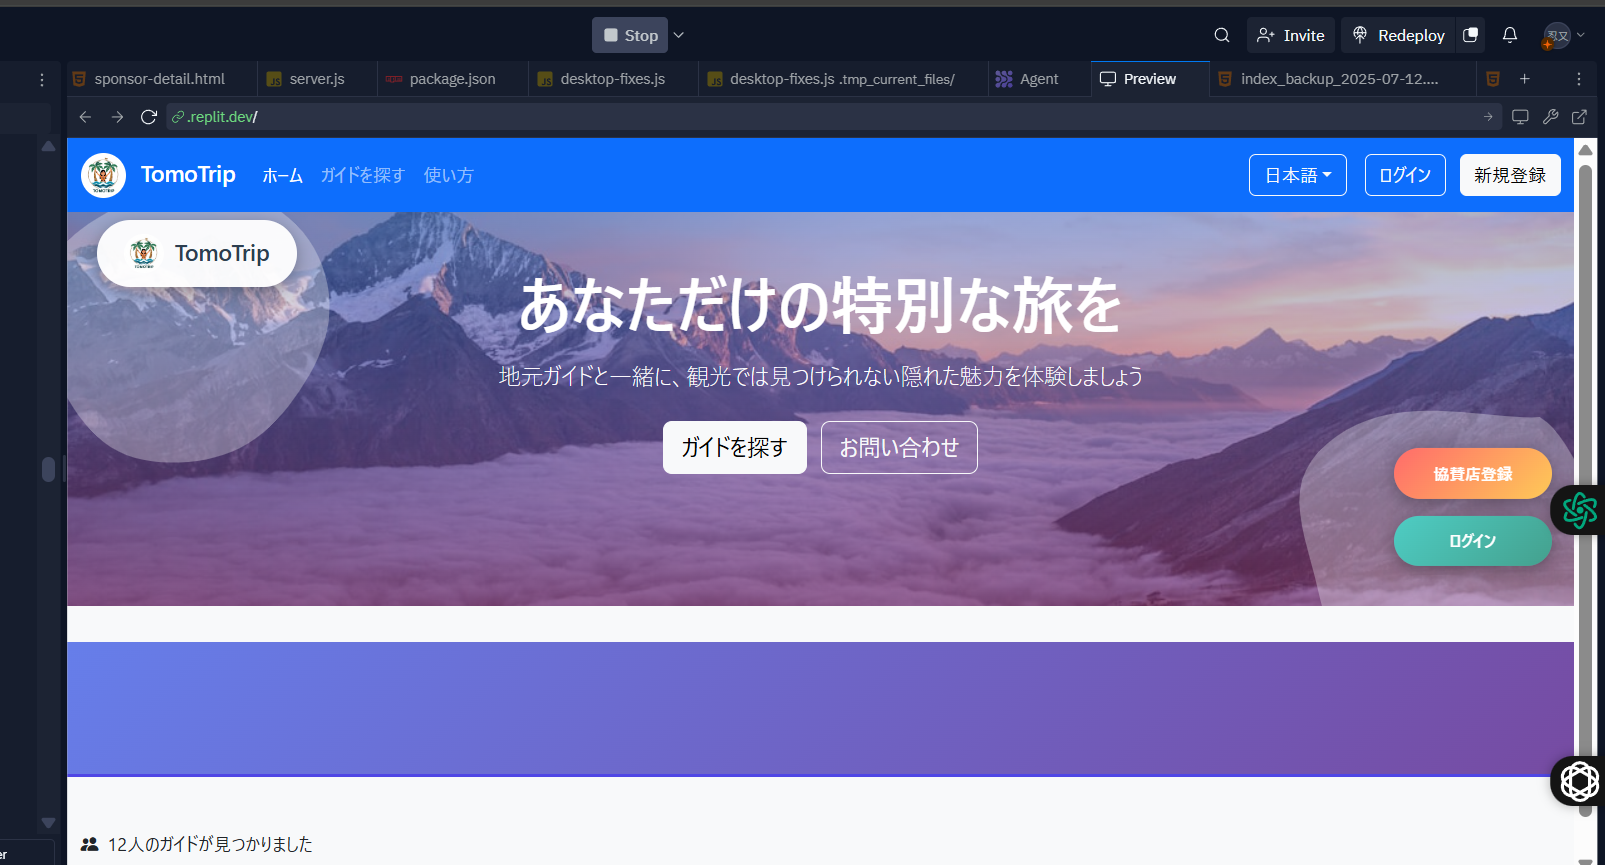 Stop
Invite
Redeploy
忍又
sponsor-detail.html
server.js
package.json
desktop-fixes.js
desktop-fixes.js .tmp_current_files/
Agent
Preview
index_backup_2025-07-12....
.replit.dev/
TomoTrip
ホーム
ガイドを探す
使い方
日本語
ログイン
新規登録
TomoTrip
あなただけの特別な旅を
地元ガイドと一緒に、観光では見つけられない隠れた魅力を体験しましょう
ガイドを探す
お問い合わせ
協賛店登録
ログイン
12人のガイドが見つかりました
er